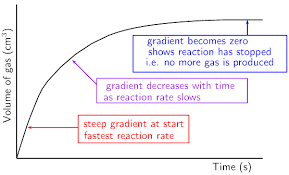 Volume of gas (cm³)
gradient becomes zero
shows reaction has stopped
i.e. no more gas is produced
gradient decreases with time
as reaction rate slows
steep gradient at start
fastest reaction rate
Time (s)